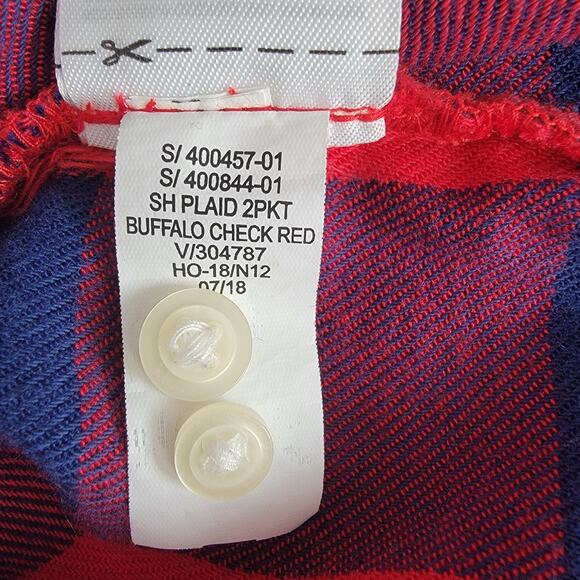 S/ 400457-01
S/ 400844-01
SH PLAID 2PKT
BUFFALO CHECK RED
V/304787
HO-18/N12
07/18